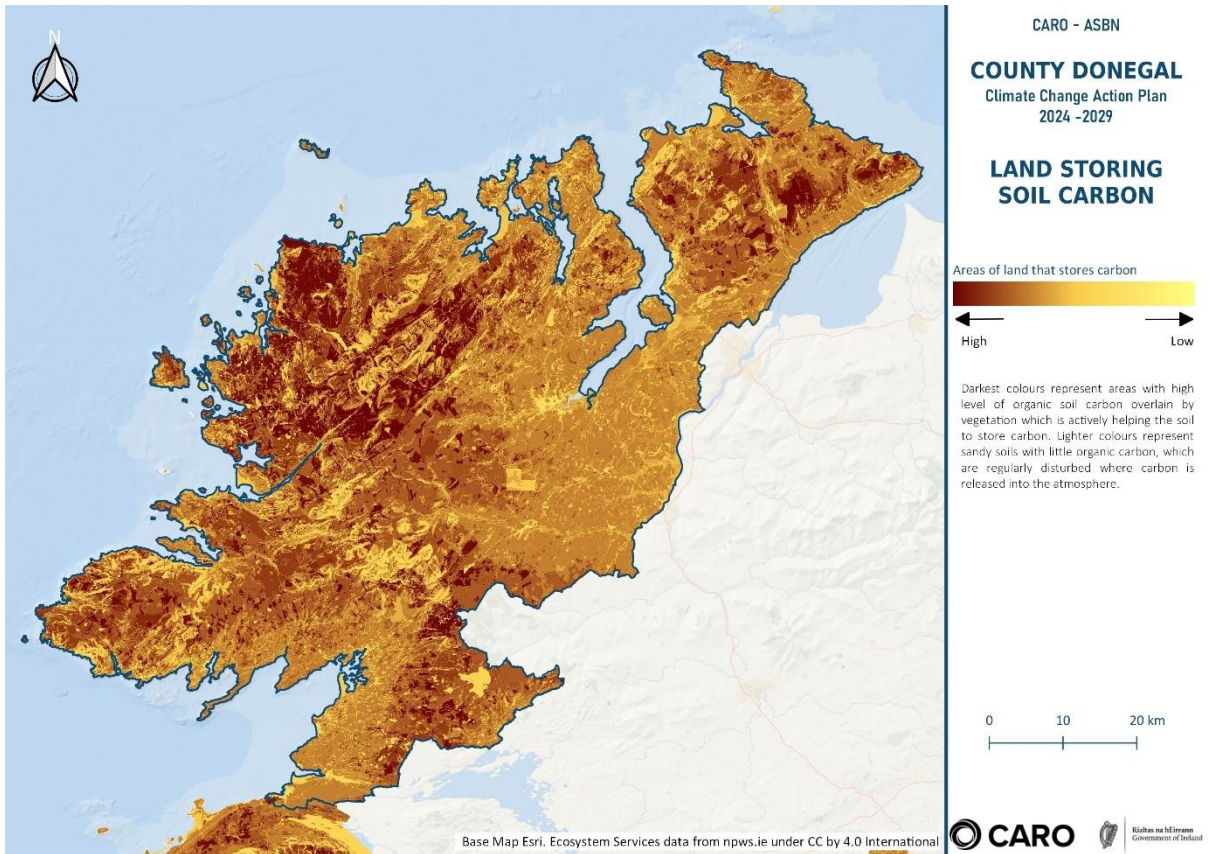 N
CARO - ASBN
COUNTY DONEGAL
Climate Change Action Plan
2024 -2029
LAND STORING
SOIL CARBON
Areas of land that stores carbon
High
Low
Darkest colours represent areas with high
level of organic soil carbon overlain by
vegetation which is actively helping the soil
to store carbon. Lighter colours represent
sandy soils with little organic carbon, which
are regularly disturbed where carbon is
released into the atmosphere.
0 10 20 km
Base Map Esri. Ecosystem Services data from npws.ie under CC by 4.0 International
CARO
Rialtas na hÉireann
Government of Ireland